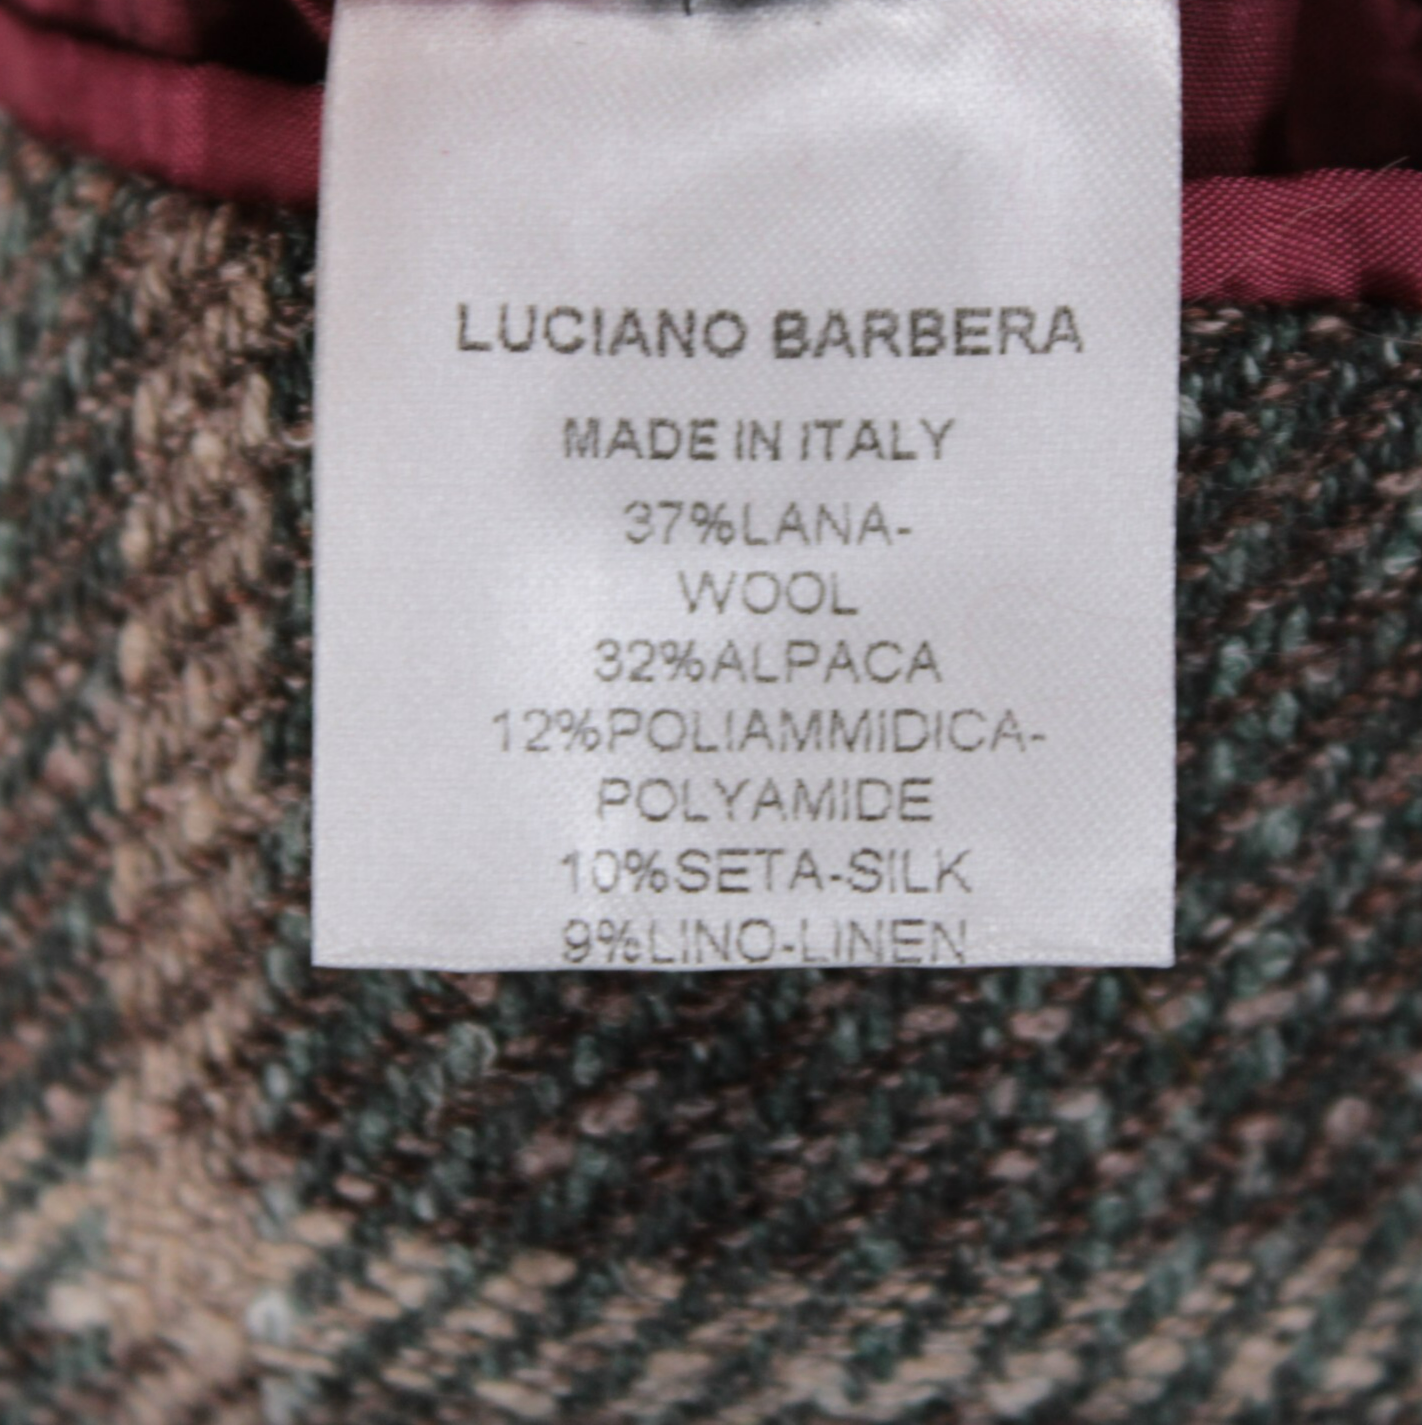 LUCIANO BARBERA
MADE IN ITALY
37%LANA-
WOOL
32%ALPACA
12%POLIAMMIDICA-
POLYAMIDE
10%SETA-SILK
9%LINO-LINEN